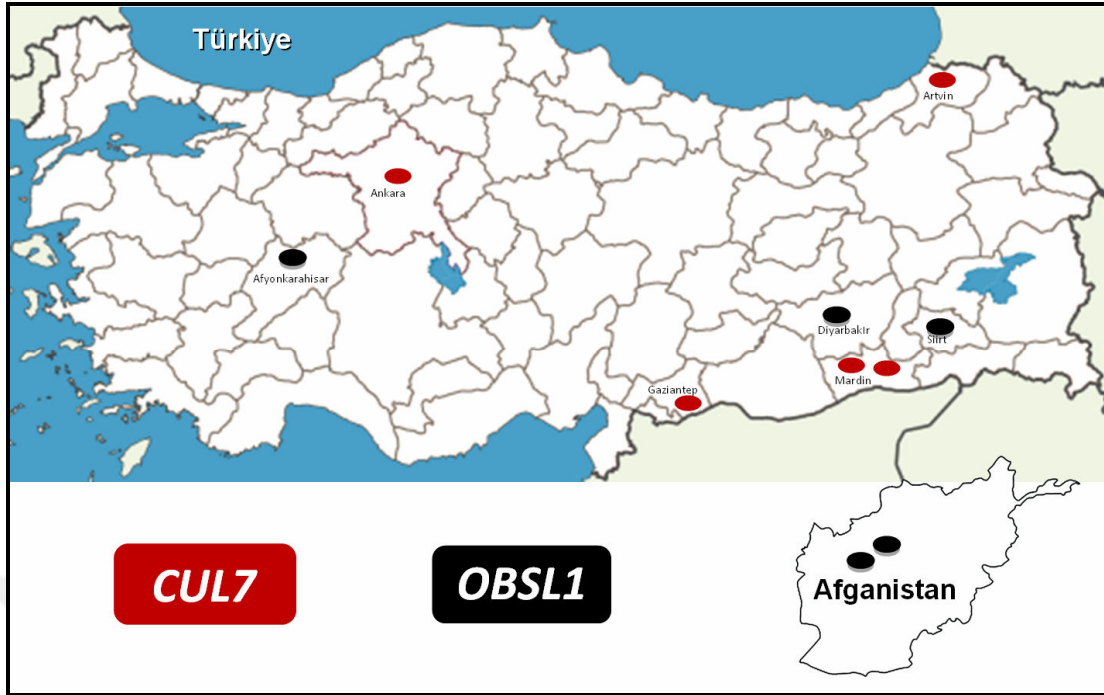 Türkiye
Artvin
Ankara
Afyonkarahisar
Diyarbakır
Siirt
Mardin
Gaziantep
CUL7
OBSL1
Afganistan